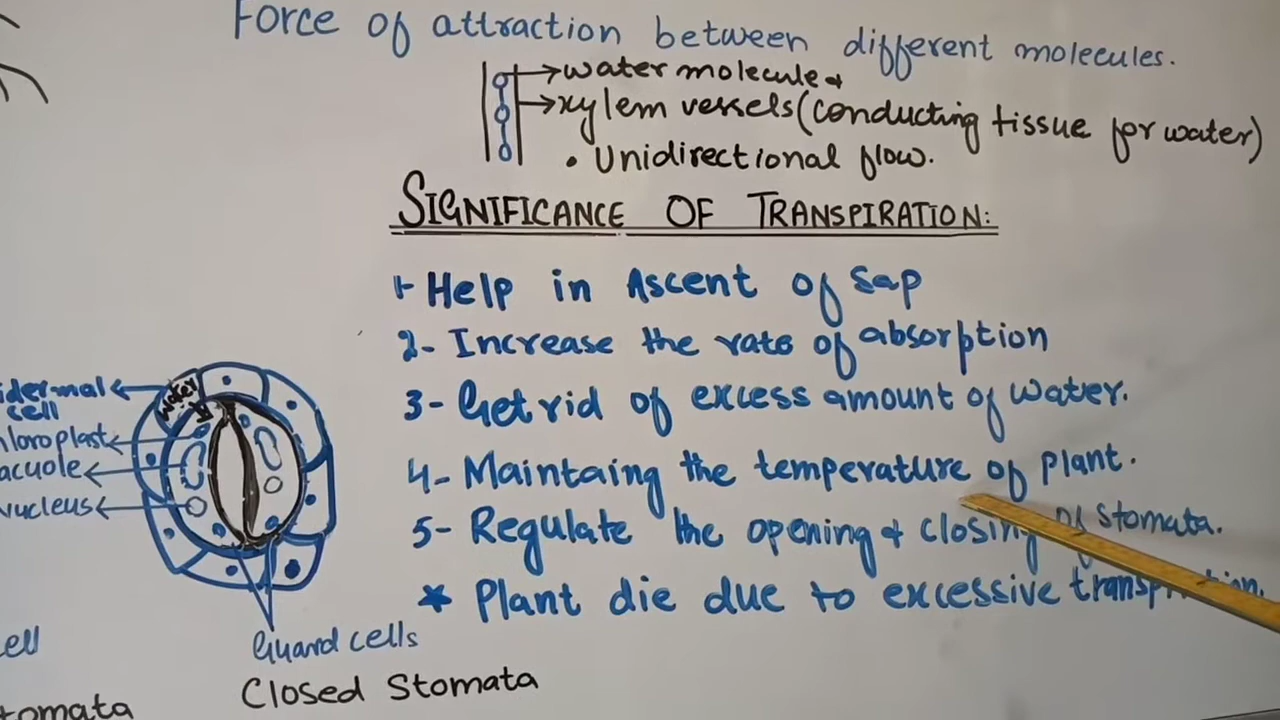 Force of attraction between different molecules.
water molecule &
xylem vessels (conducting tissue for water)
• Unidirectional flow.
SIGNIFICANCE OF TRANSPIRATION:
1- Help in Ascent of Sap
2- Increase the rate of absorption
3- Get rid of excess amount of water.
4- Maintaing the temperature of plant.
5- Regulate the opening & closing of stomata.
* Plant die due to excessive
water
idermal
cell
hloroplast
acuole
nucleus
Guard cells
Closed Stomata
ell
tomata